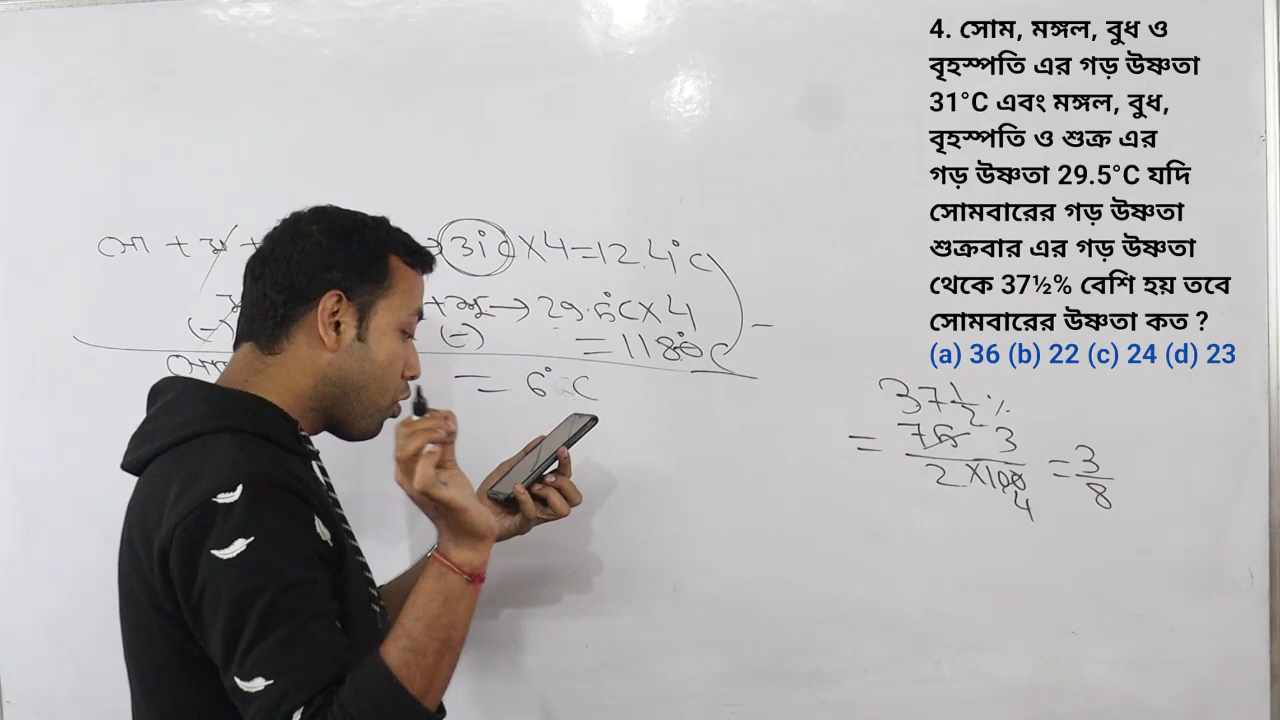 4. সোম, মঙ্গল, বুধ ও
বৃহস্পতি এর গড় উষ্ণতা
31°C এবং মঙ্গল, বুধ,
বৃহস্পতি ও শুক্র এর
গড় উষ্ণতা 29.5°C যদি
সোমবারের গড় উষ্ণতা
শুক্রবার এর গড় উষ্ণতা
থেকে 37½% বেশি হয় তবে
সোমবারের উষ্ণতা কত ?
(a) 36 (b) 22 (c) 24 (d) 23
সো + ম + → 31°C X 4 = 124°C
+ শু → 29.5°C X 4
(-) (-) = 118°C
= 6°C
37 1/2 %
= 75 3 / 2 X 100 4 = 3/8